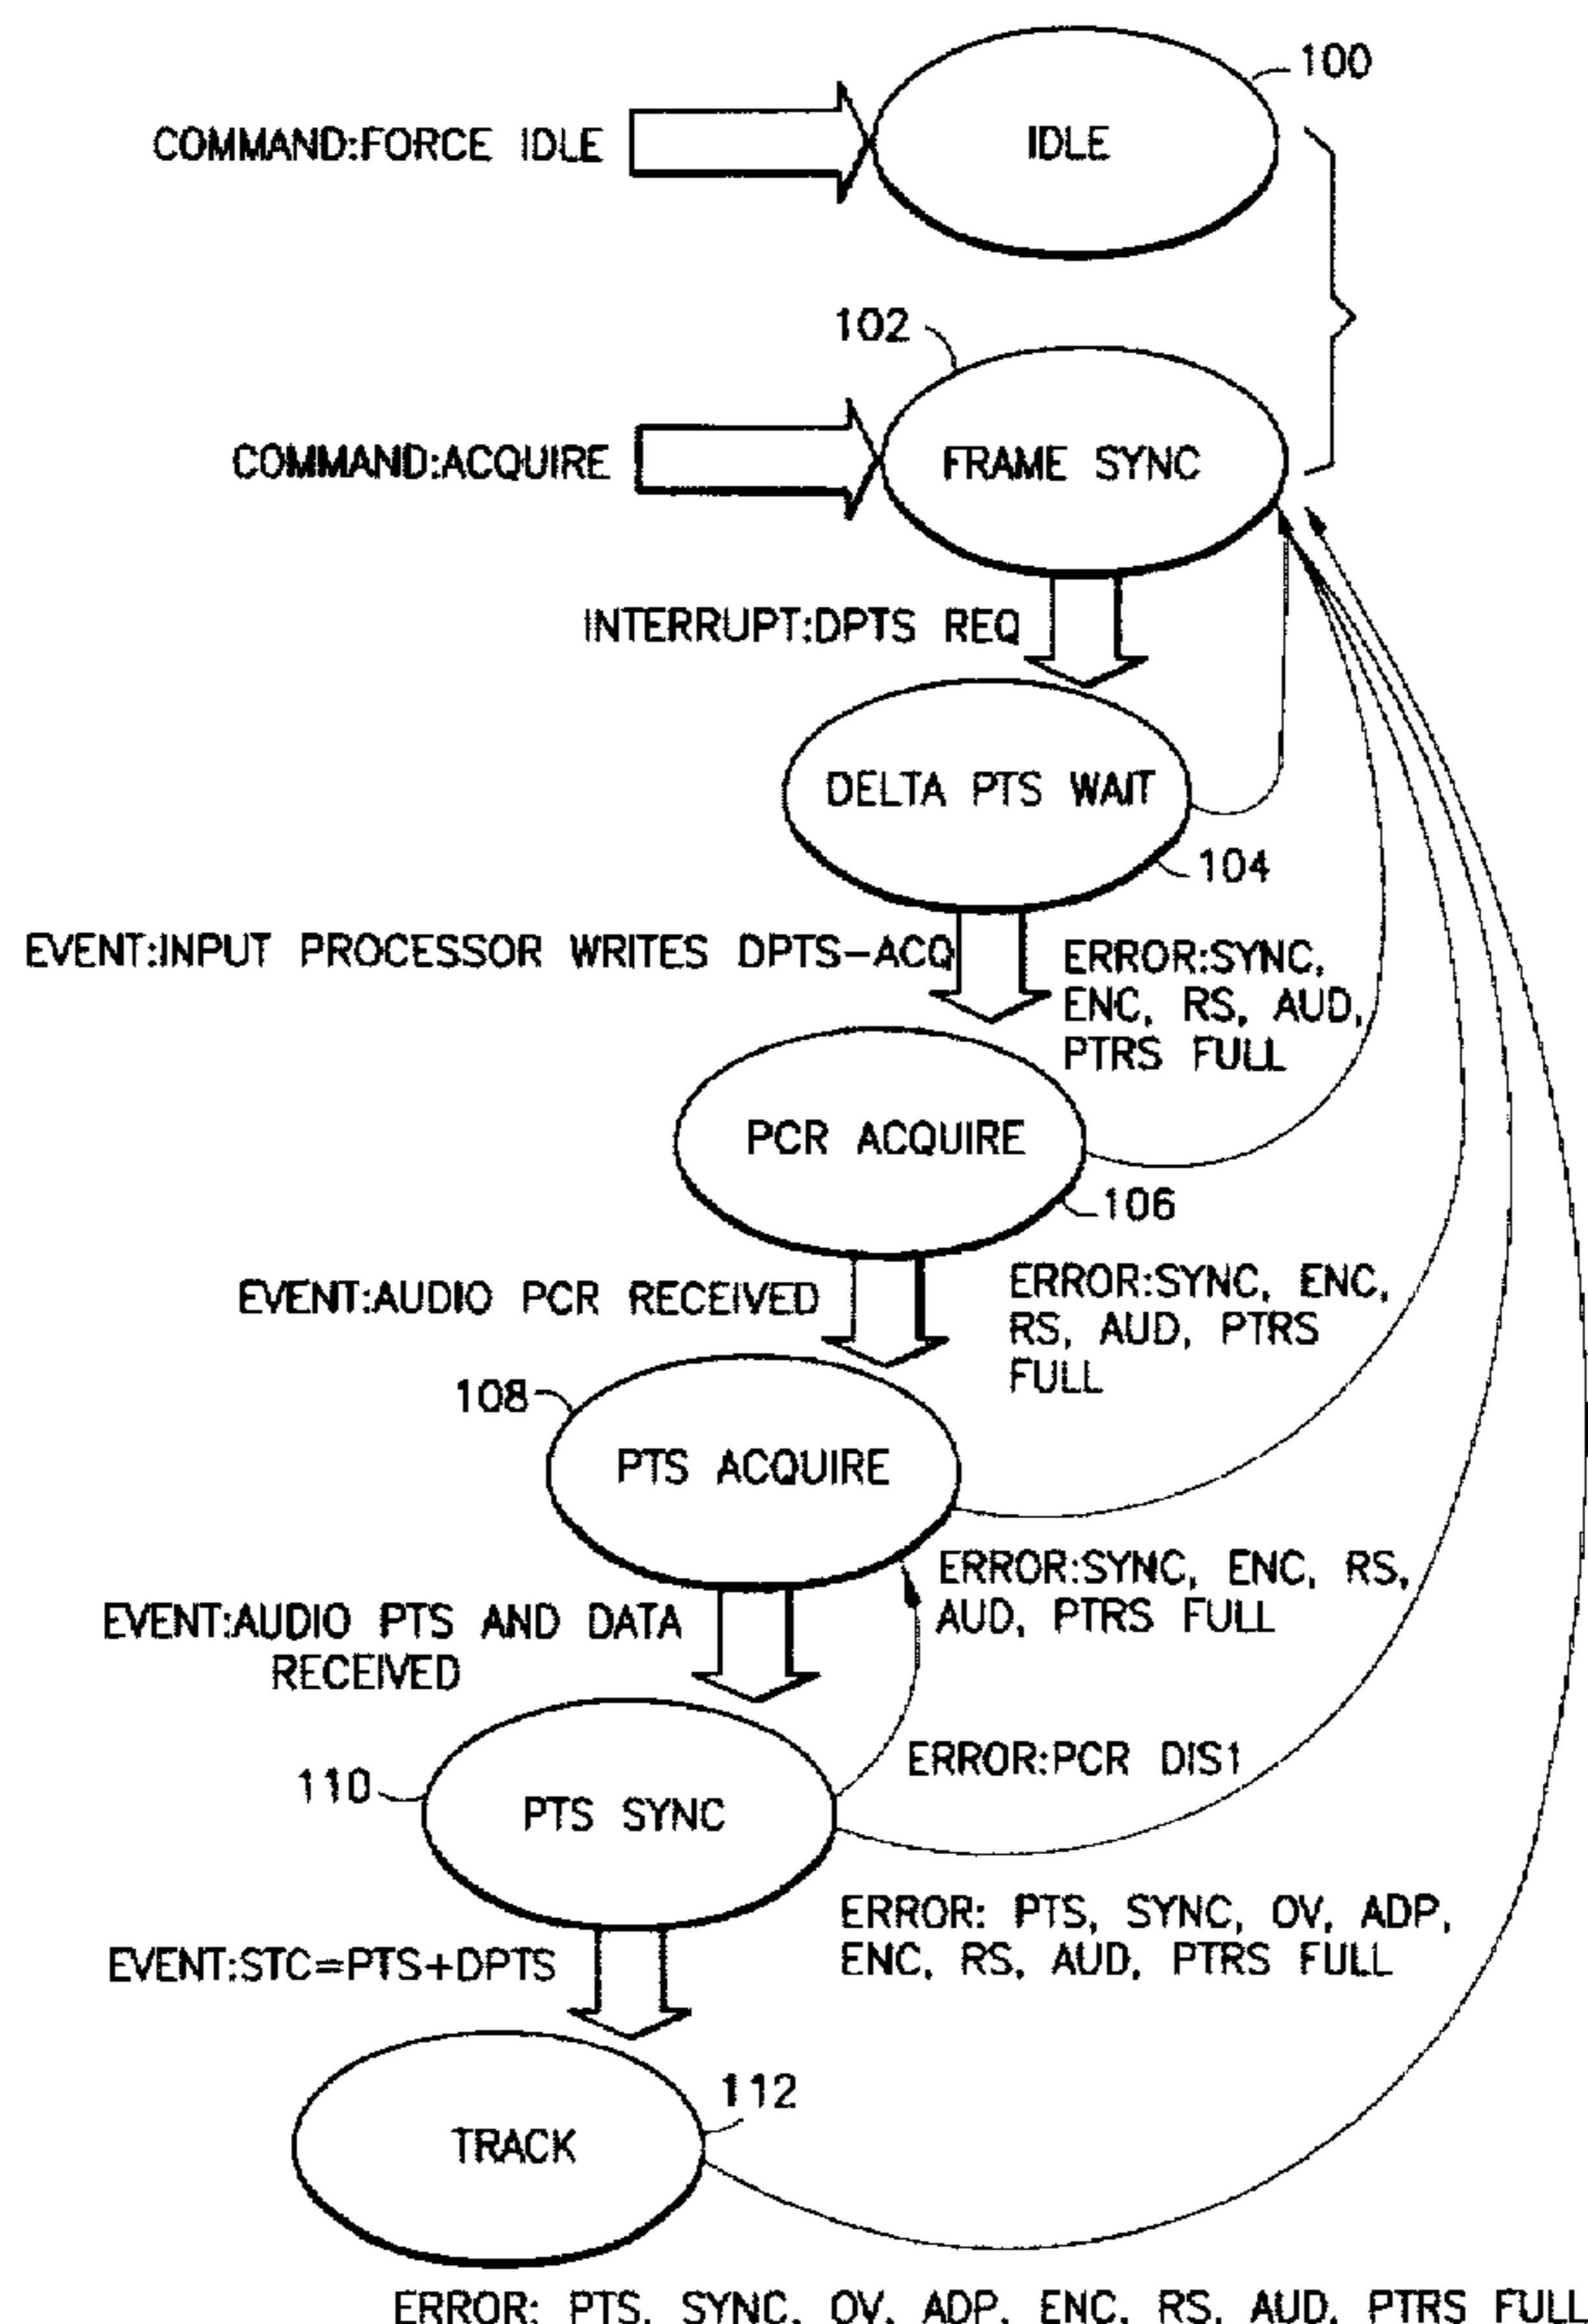 100
COMMAND:FORCE IDLE
IDLE
102
COMMAND:ACQUIRE
FRAME SYNC
INTERRUPT:DPTS REQ
DELTA PTS WAIT
104
EVENT:INPUT PROCESSOR WRITES DPTS-ACQ
ERROR:SYNC,
ENC, RS, AUD,
PTRS FULL
PCR ACQUIRE
106
EVENT:AUDIO PCR RECEIVED
ERROR:SYNC, ENC,
RS, AUD, PTRS
FULL
108
PTS ACQUIRE
ERROR:SYNC, ENC, RS,
AUD, PTRS FULL
EVENT:AUDIO PTS AND DATA
RECEIVED
ERROR:PCR DIS1
110
PTS SYNC
ERROR: PTS, SYNC, OV, ADP,
ENC, RS, AUD, PTRS FULL
EVENT:STC=PTS+DPTS
112
TRACK
ERROR: PTS, SYNC, OV, ADP, ENC, RS, AUD, PTRS FULL